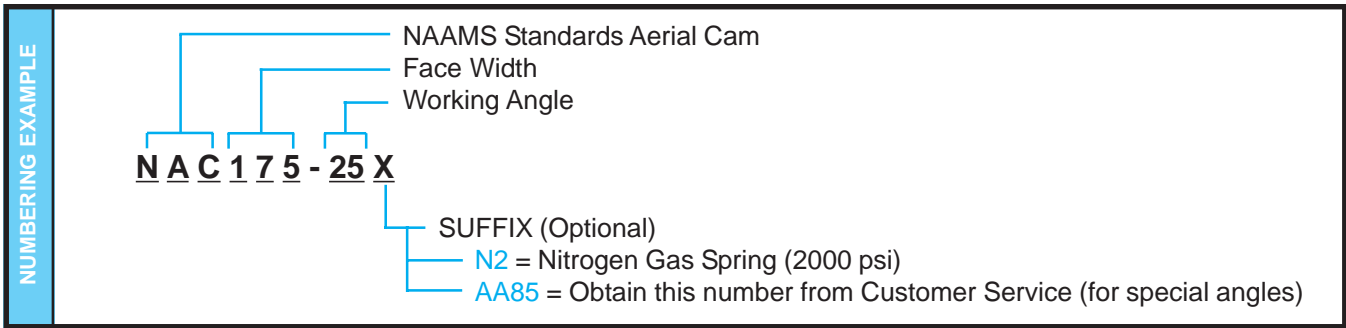 NUMBERING EXAMPLE
NAAMS Standards Aerial Cam
Face Width
Working Angle
N A C 1 7 5 - 25 X
SUFFIX (Optional)
N2 = Nitrogen Gas Spring (2000 psi)
AA85 = Obtain this number from Customer Service (for special angles)